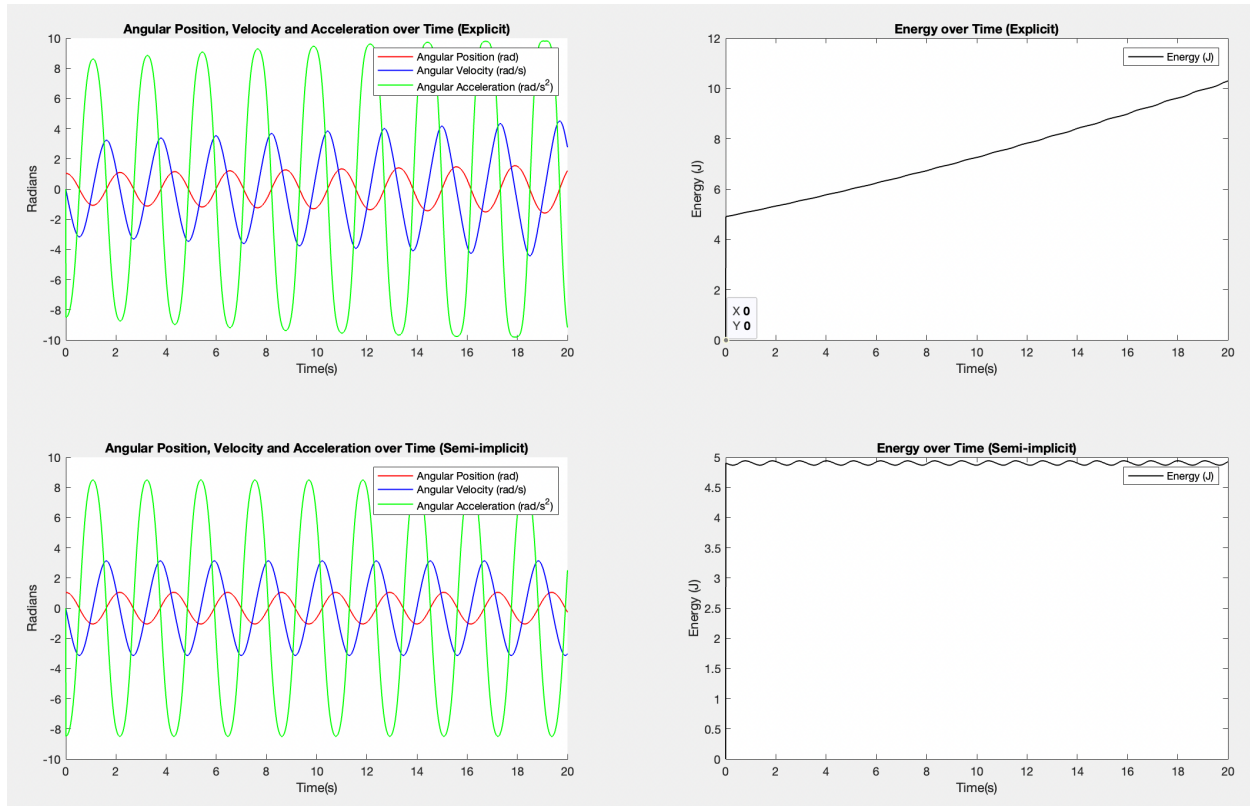 Angular Position, Velocity and Acceleration over Time (Explicit)
10
8
6
4
2
0
-2
-4
-6
-8
-10
Radians
0 2 4 6 8 10 12 14 16 18 20
Time(s)
Angular Position (rad)
Angular Velocity (rad/s)
Angular Acceleration (rad/s²)
Energy over Time (Explicit)
12
10
8
6
4
2
0
Energy (J)
0 2 4 6 8 10 12 14 16 18 20
Time(s)
Energy (J)
X 0
Y 0
Angular Position, Velocity and Acceleration over Time (Semi-implicit)
10
8
6
4
2
0
-2
-4
-6
-8
-10
Radians
0 2 4 6 8 10 12 14 16 18 20
Time(s)
Angular Position (rad)
Angular Velocity (rad/s)
Angular Acceleration (rad/s²)
Energy over Time (Semi-implicit)
5
4.5
4
3.5
3
2.5
2
1.5
1
0.5
0
Energy (J)
0 2 4 6 8 10 12 14 16 18 20
Time(s)
Energy (J)